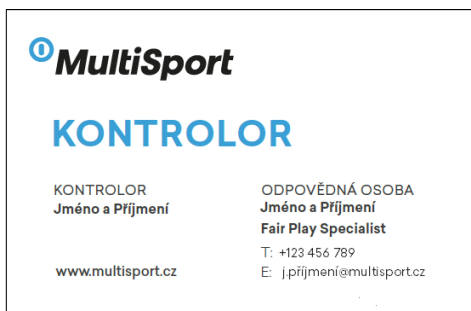 MultiSport
KONTROLOR
KONTROLOR
Jméno a Příjmení
www.multisport.cz
ODPOVĚDNÁ OSOBA
Jméno a Příjmení
Fair Play Specialist
T: +123 456 789
E: j.příjmení@multisport.cz